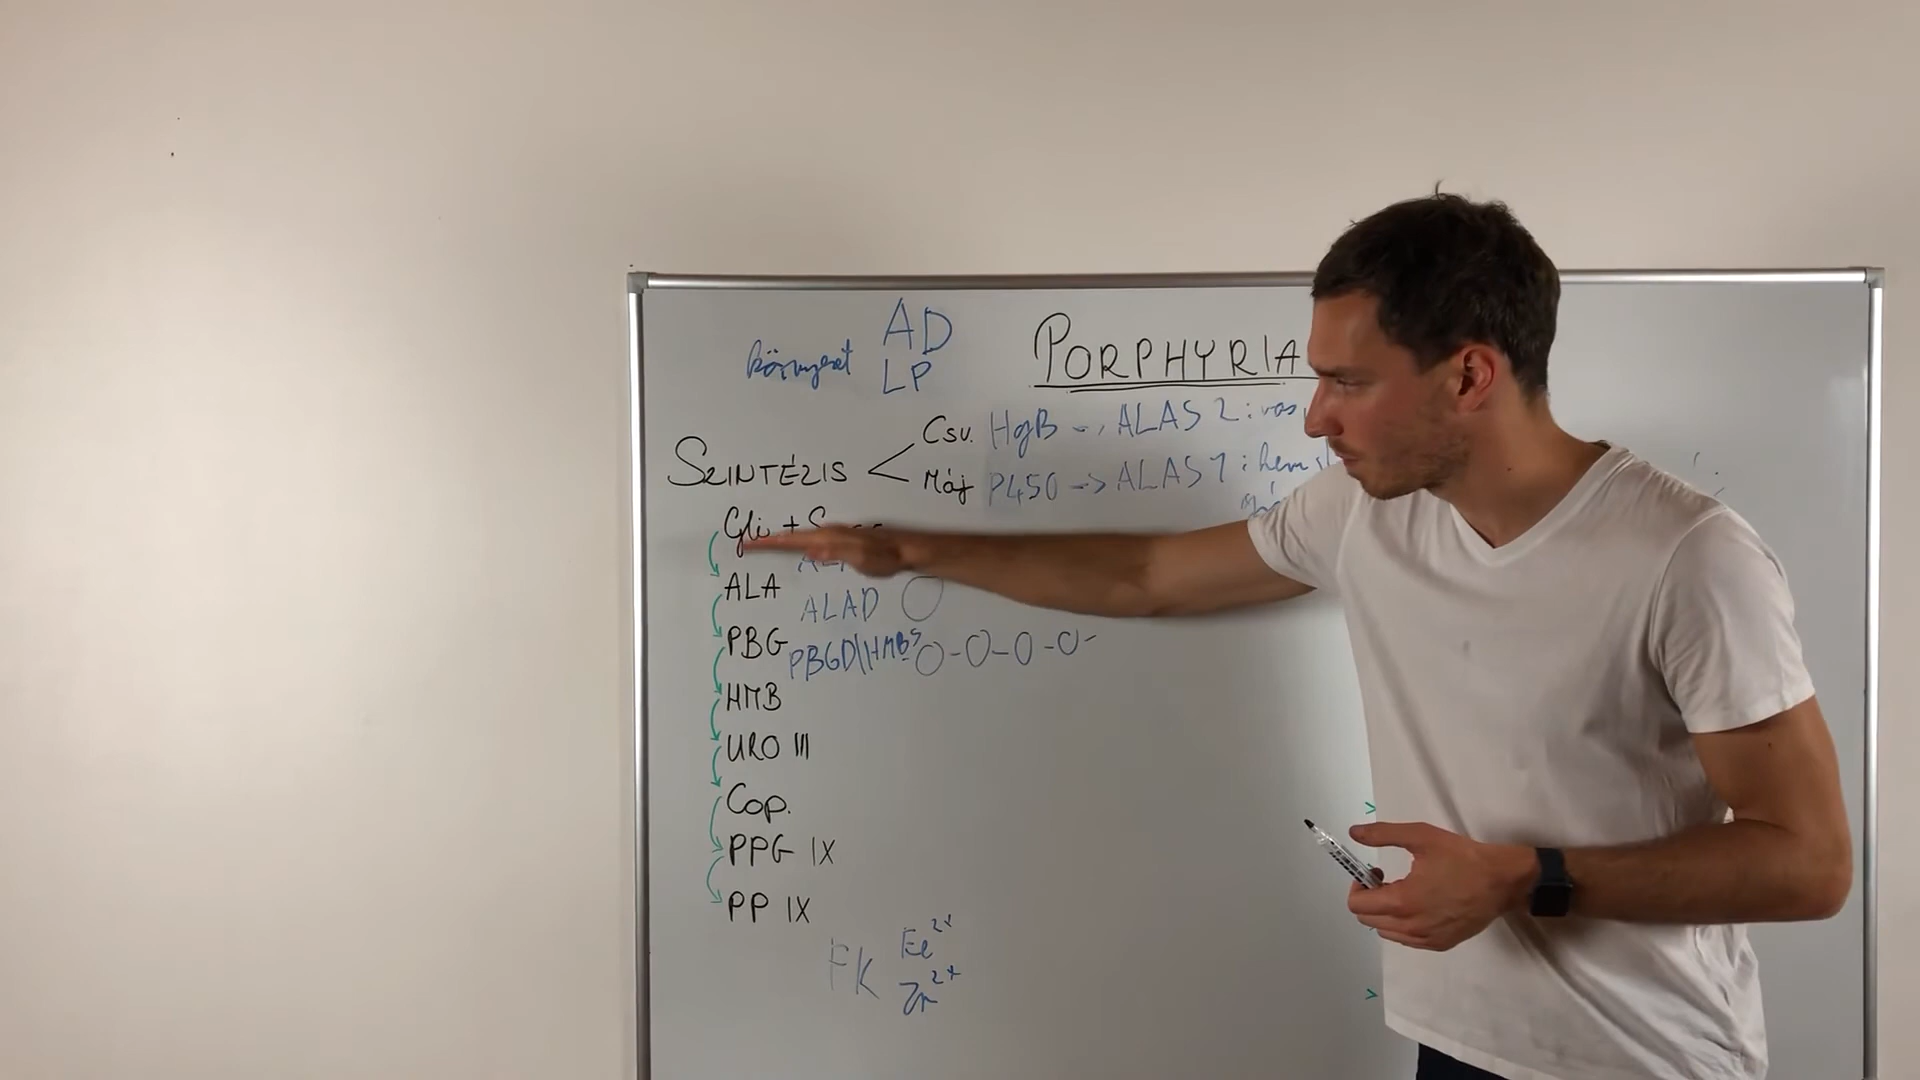 AD
LP
PORPHYRIA
SZINTÉZIS
Csv. HgB -> ALAS 2: vas
Máj P450 -> ALAS 1: hem
Gli +
ALA
ALAD
PBG PBGD\HMBS
HMB
URO III
Cop.
PPG IX
PP IX
FK Fe2+
Zn2+